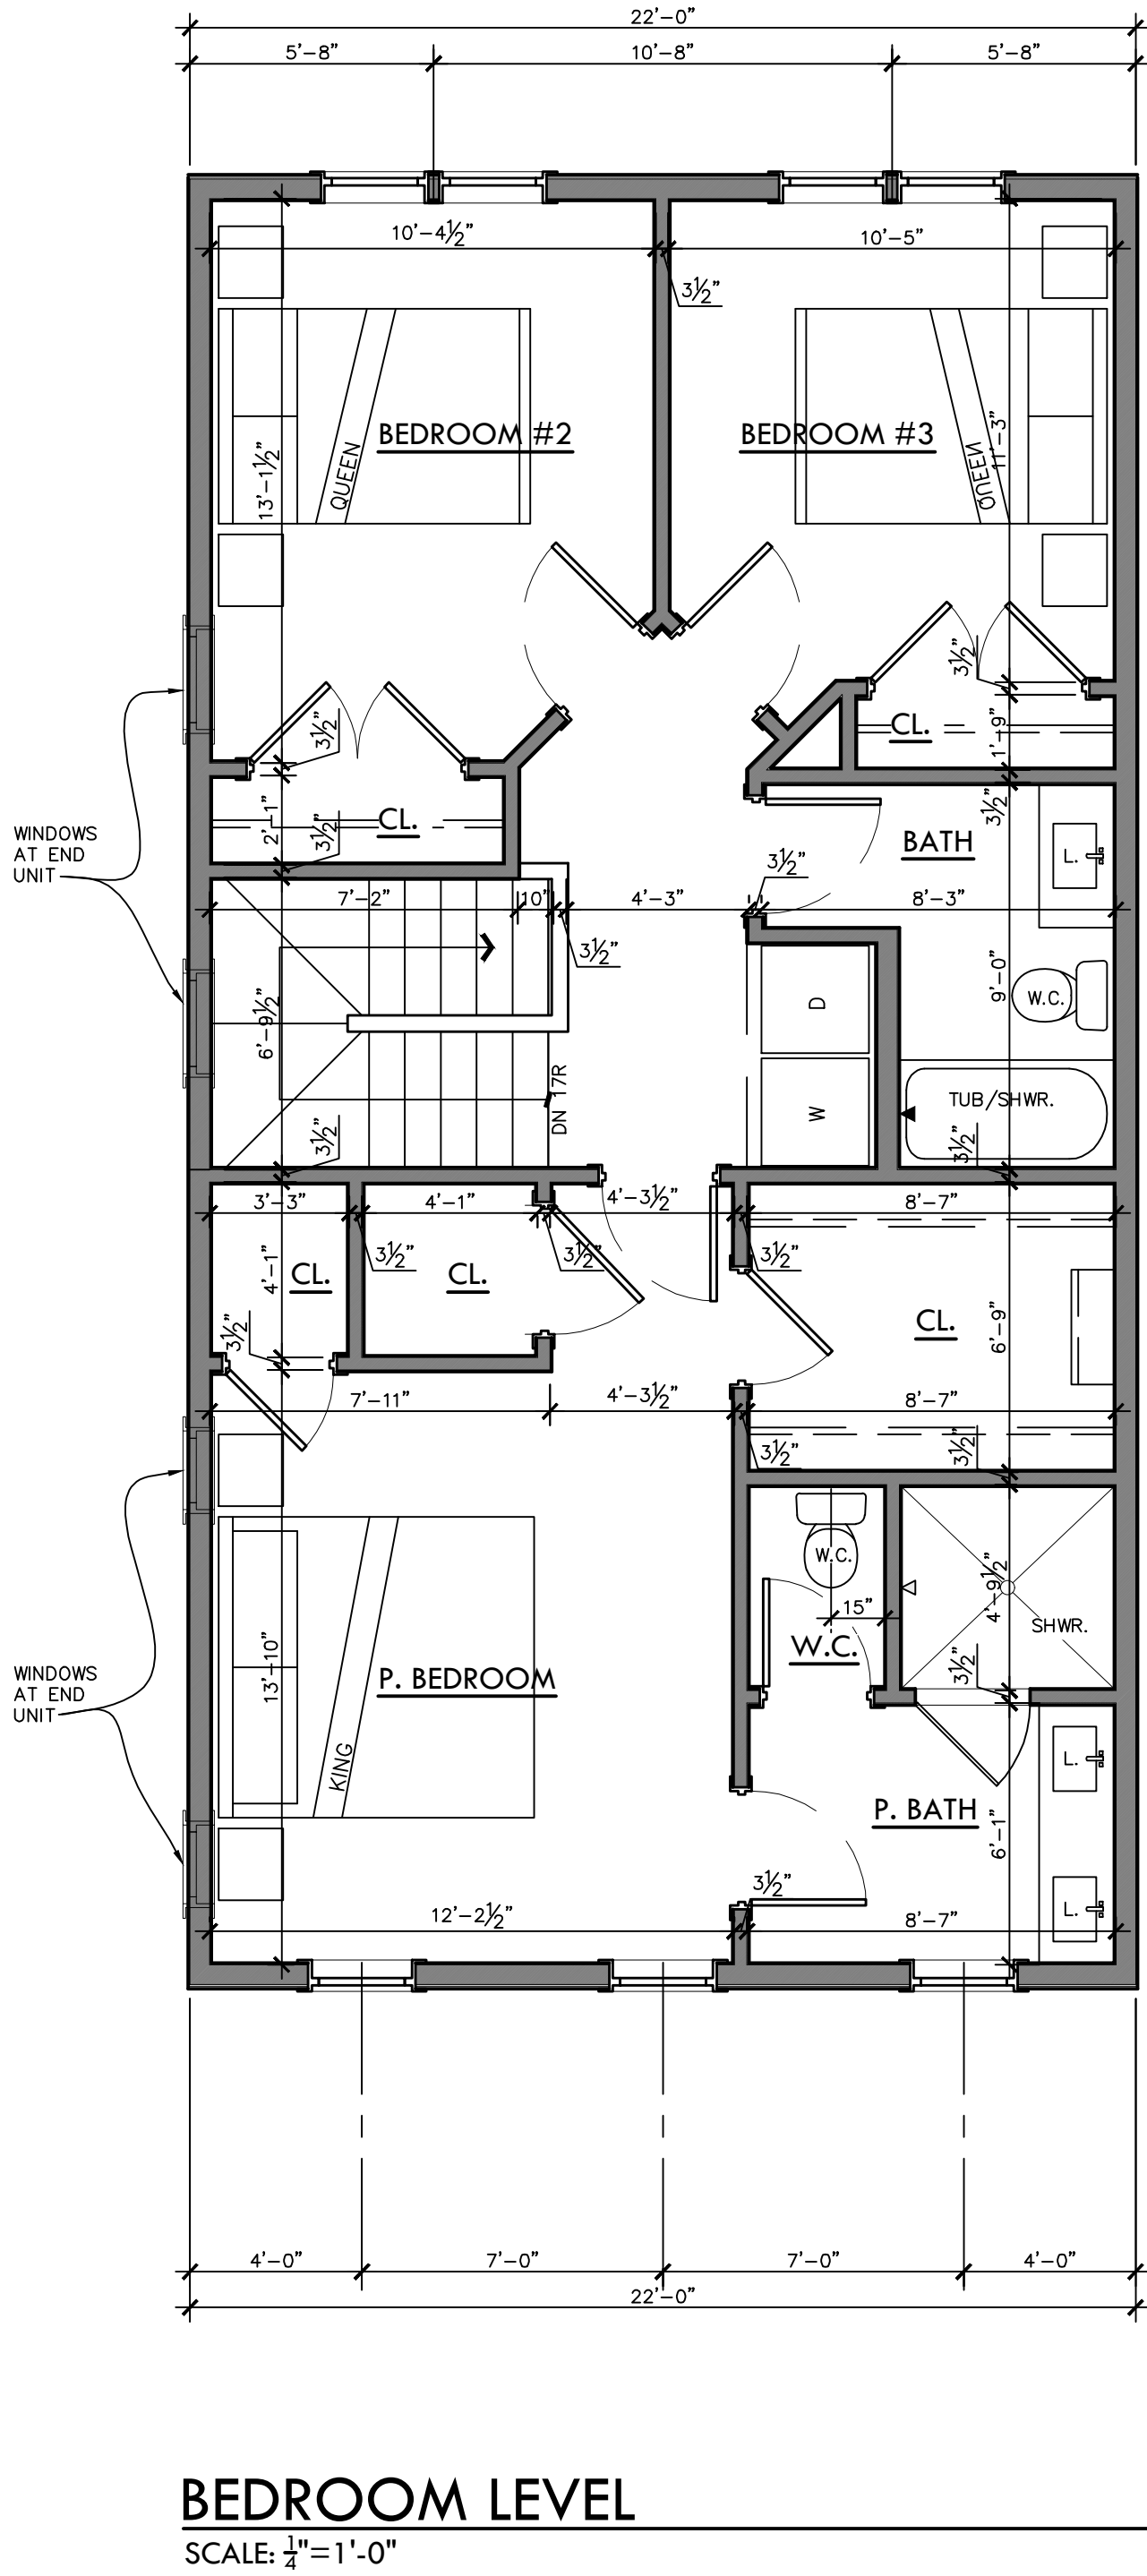 22'-0"
5'-8" 10'-8" 5'-8"
10'-4½" 10'-5"
3½"
BEDROOM #2 BEDROOM #3
QUEEN QUEEN
13'-1½" 11'-3"
3½"
3½" CL. 1'-9"
2'-1" 3½" CL. 3½"
WINDOWS
AT END
UNIT
BATH L.
3½"
7'-2" 10" 4'-3" 8'-3"
3½"
6'-9½" D 9'-0" W.C.
DN 17R W TUB/SHWR.
3½" 3½"
3'-3" 4'-1" 4'-3½" 8'-7"
3½" 3½" 3½"
4'-1" CL. CL.
3½" CL. 6'-9"
7'-11" 4'-3½" 8'-7"
3½" 3½"
W.C. 4'-9½"
15"
W.C. SHWR.
3½"
WINDOWS
AT END
UNIT
13'-10" P. BEDROOM
KING
L.
P. BATH 6'-1"
3½"
12'-2½" 8'-7" L.
4'-0" 7'-0" 7'-0" 4'-0"
22'-0"
BEDROOM LEVEL
SCALE: ¼"=1'-0"